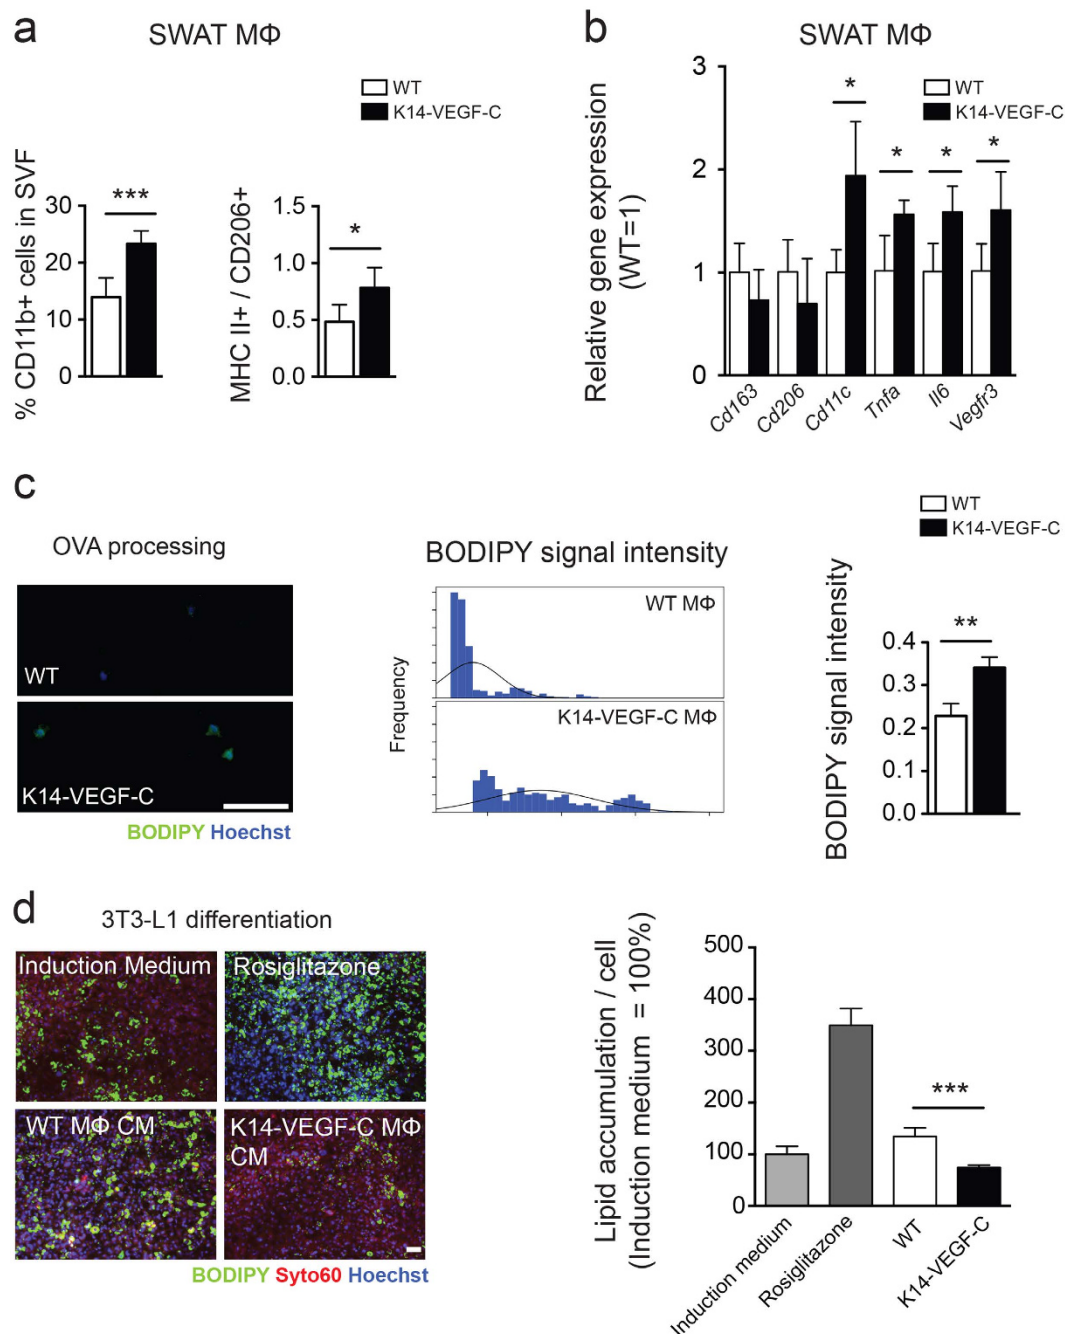 a
SWAT MΦ
WT
K14-VEGF-C
% CD11b+ cells in SVF
30
20
10
0
***
MHC II+ / CD206+
1.5
1.0
0.5
0.0
*
b
SWAT MΦ
WT
K14-VEGF-C
Relative gene expression
(WT=1)
3
2
1
0
*
*
*
*
Cd163
Cd206
Cd11c
Tnfa
Il6
Vegfr3
c
WT
K14-VEGF-C
OVA processing
WT
K14-VEGF-C
BODIPY Hoechst
BODIPY signal intensity
Frequency
WT MΦ
K14-VEGF-C MΦ
BODIPY signal intensity
0.4
0.3
0.2
0.1
0.0
**
d
3T3-L1 differentiation
Induction Medium
Rosiglitazone
WT MΦ CM
K14-VEGF-C MΦ
CM
BODIPY Syto60 Hoechst
Lipid accumulation / cell
(Induction medium = 100%)
500
400
300
200
100
0
***
Induction medium
Rosiglitazone
WT
K14-VEGF-C